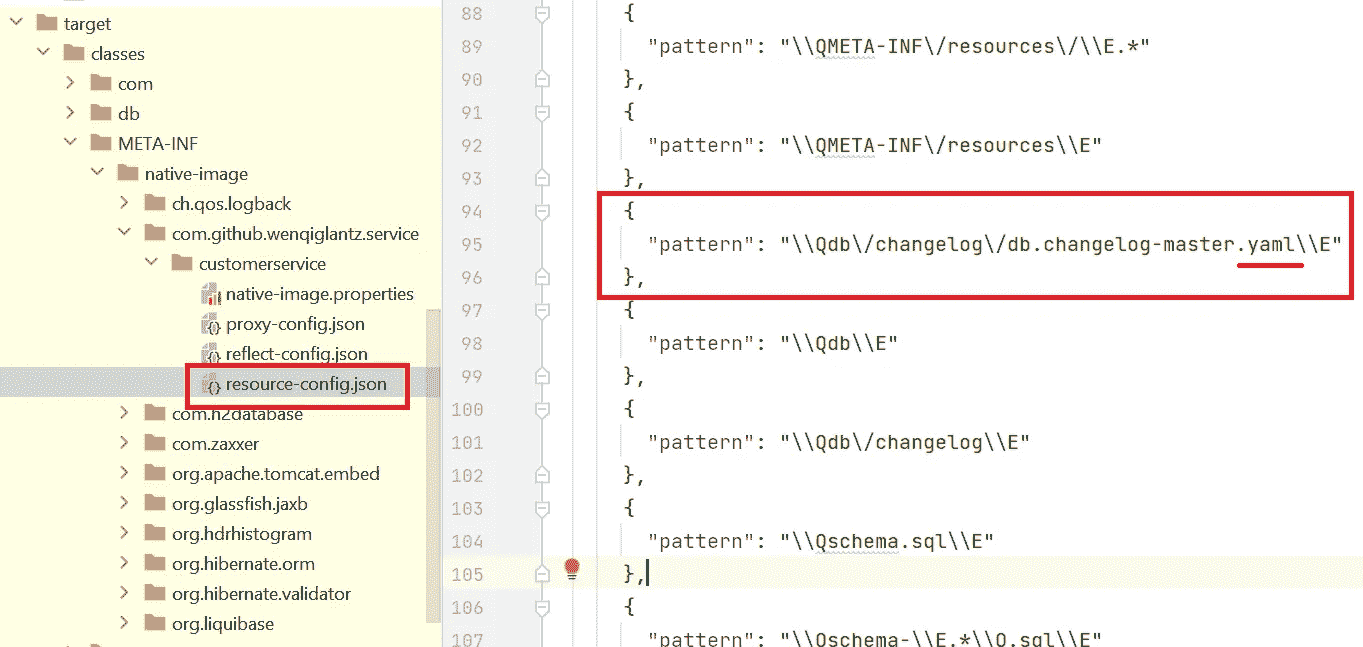 target
classes
com
db
META-INF
native-image
ch.qos.logback
com.github.wenqiglantz.service
customerservice
native-image.properties
proxy-config.json
reflect-config.json
resource-config.json
com.h2database
com.zaxxer
org.apache.tomcat.embed
org.glassfish.jaxb
org.hdrhistogram
org.hibernate.orm
org.hibernate.validator
org.liquibase
88 {
89 "pattern": "\\QMETA-INF\/resources\/\\E.*"
90 },
91 {
92 "pattern": "\\QMETA-INF\/resources\\E"
93 },
94 {
95 "pattern": "\\Qdb\/changelog\/db.changelog-master.yaml\\E"
96 },
97 {
98 "pattern": "\\Qdb\\E"
99 },
100 {
101 "pattern": "\\Qdb\/changelog\\E"
102 },
103 {
104 "pattern": "\\Qschema.sql\\E"
105 },
106 {
107 "pattern": "\\Qschema-\\E.*\\Q.sql\\E"